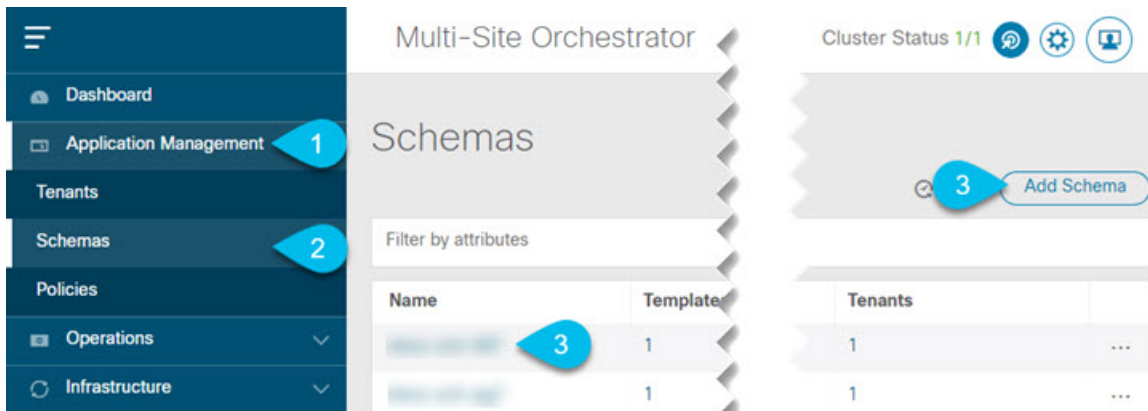 Multi-Site Orchestrator
Cluster Status 1/1
Dashboard
Application Management
1
Tenants
Schemas
2
Policies
Operations
Infrastructure
Schemas
3
Add Schema
Filter by attributes
Name Templates Tenants
3
1 1 ...
1 1 ...